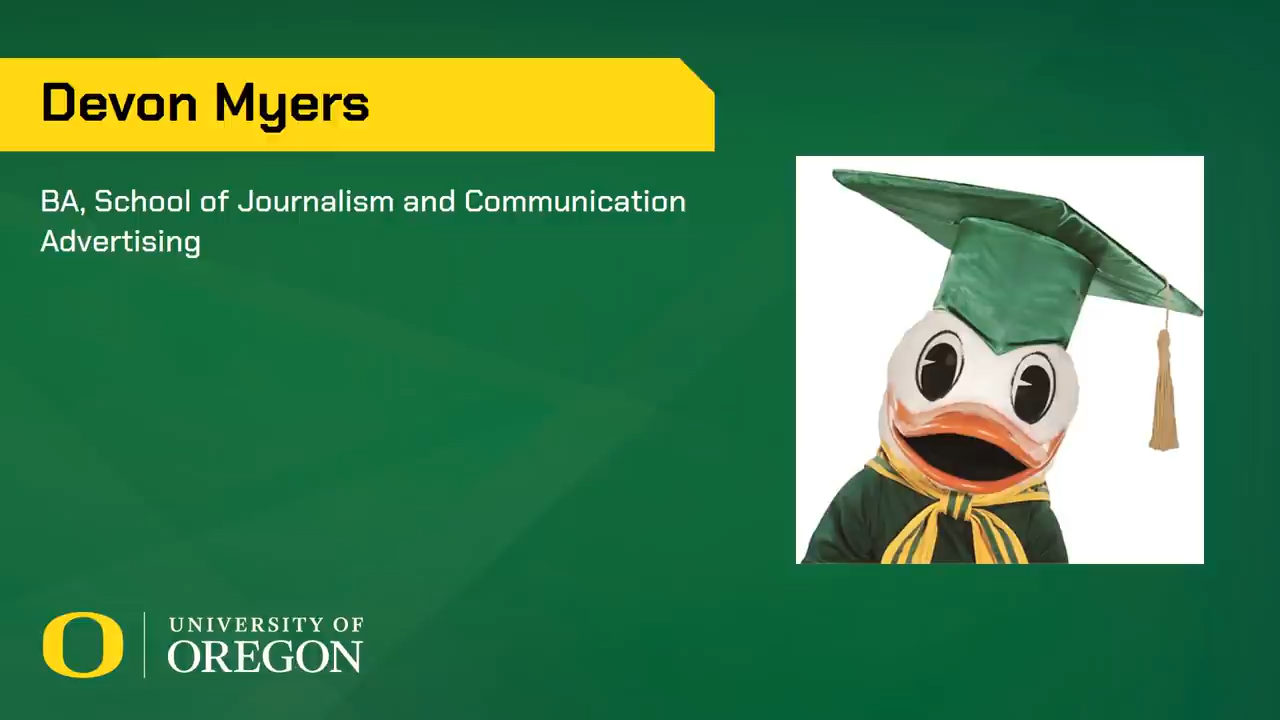 Devon Myers
BA, School of Journalism and Communication
Advertising
UNIVERSITY OF
OREGON